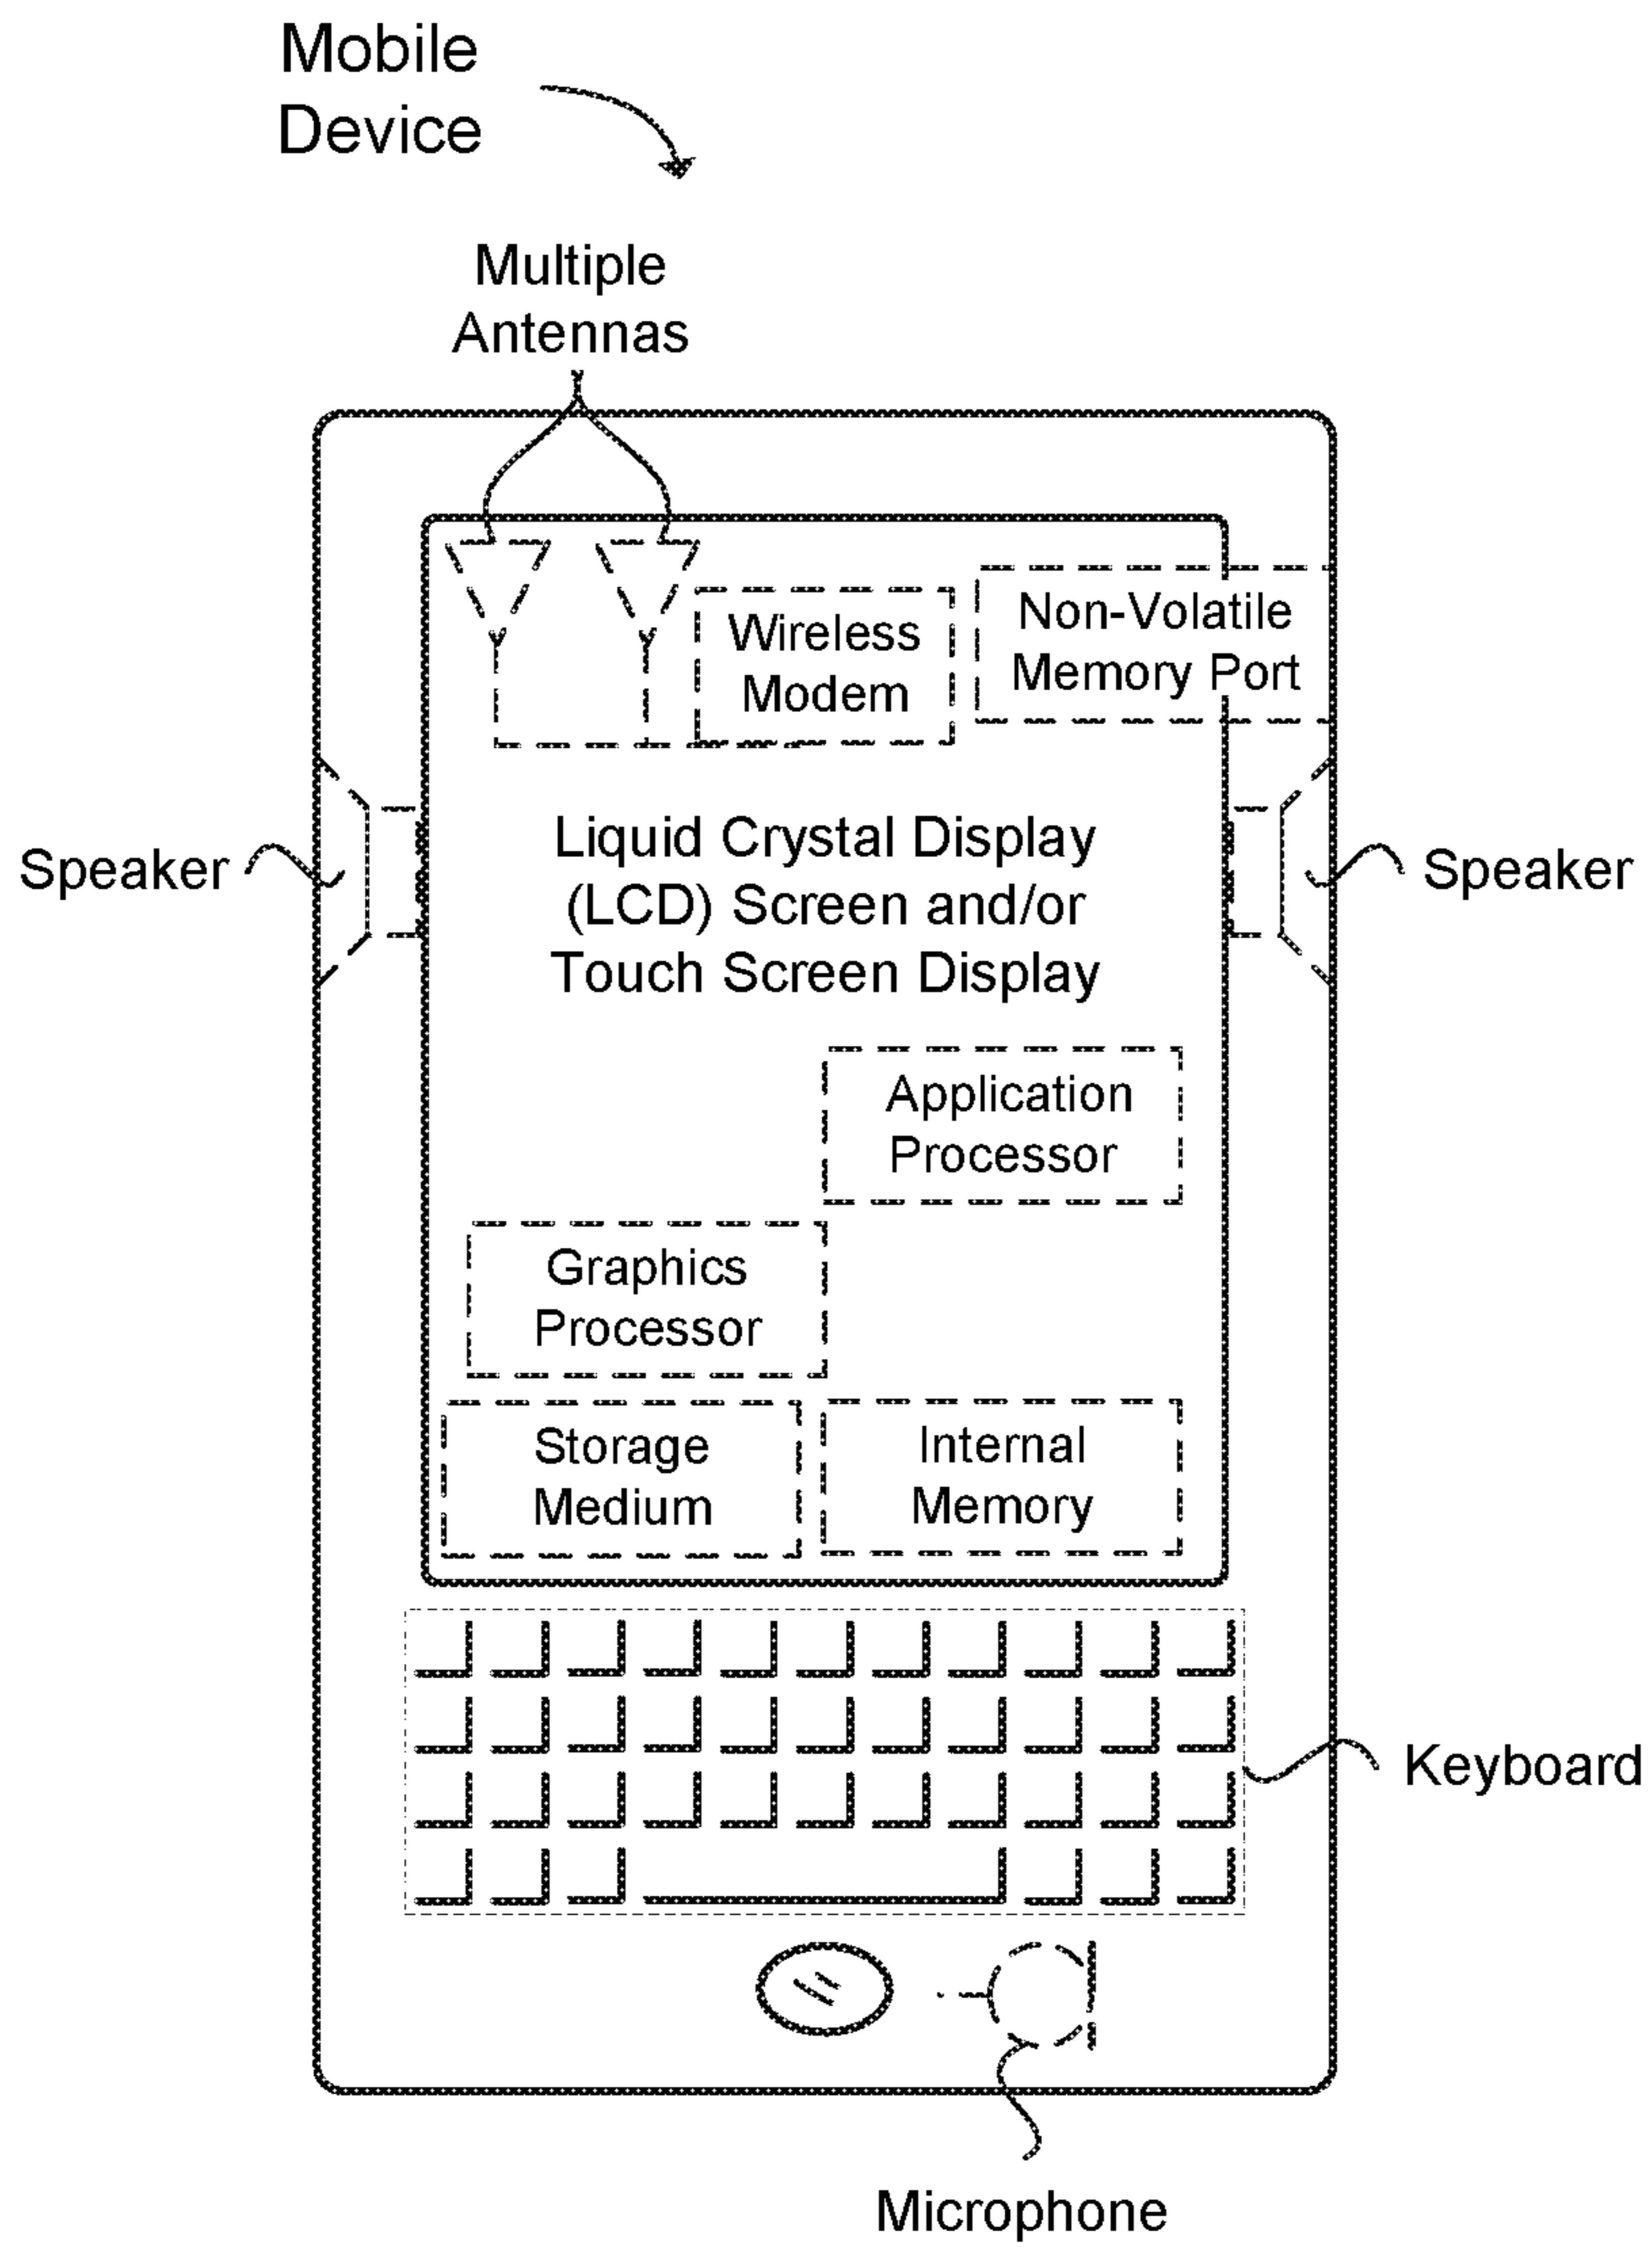 Mobile
Device
Multiple
Antennas
Wireless
Modem
Non-Volatile
Memory Port
Speaker
Liquid Crystal Display
(LCD) Screen and/or
Touch Screen Display
Speaker
Application
Processor
Graphics
Processor
Storage
Medium
Internal
Memory
Keyboard
Microphone